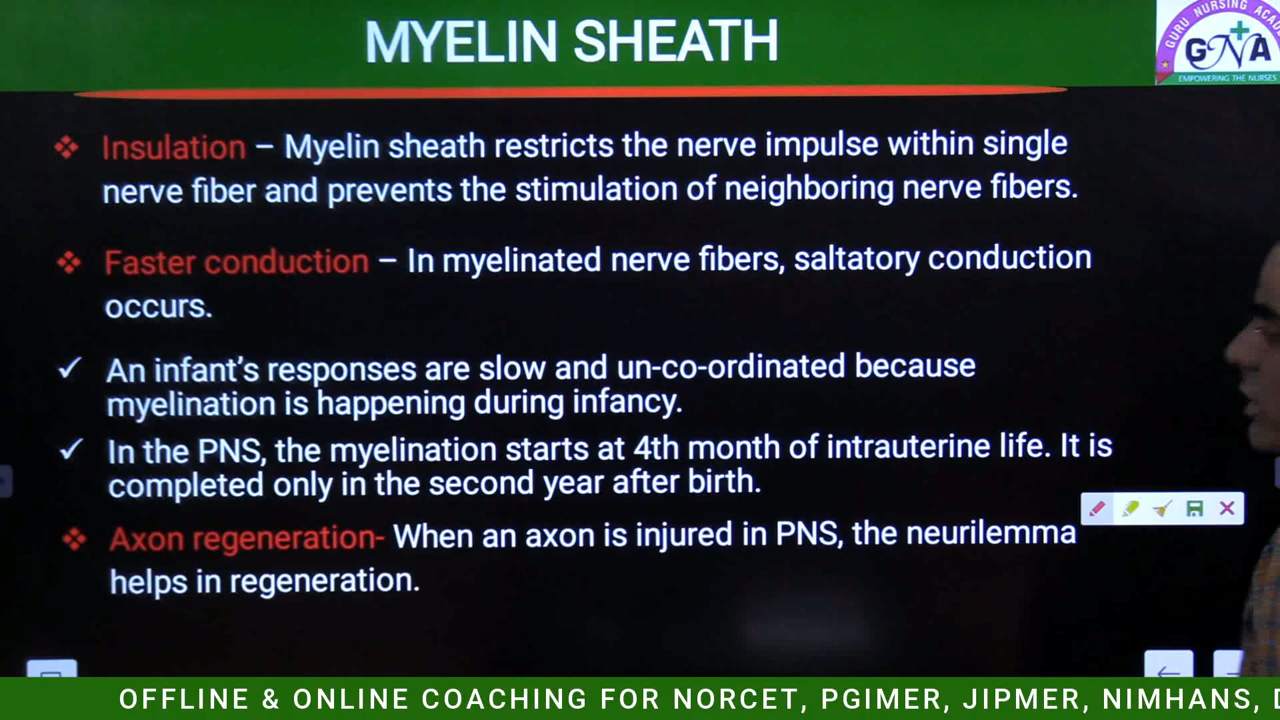 MYELIN SHEATH
GURU NURSING
GNA
EMPOWERING THE NURSES
❖ Insulation – Myelin sheath restricts the nerve impulse within single
nerve fiber and prevents the stimulation of neighboring nerve fibers.
❖ Faster conduction – In myelinated nerve fibers, saltatory conduction
occurs.
✓ An infant's responses are slow and un-co-ordinated because
myelination is happening during infancy.
✓ In the PNS, the myelination starts at 4th month of intrauterine life. It is
completed only in the second year after birth.
❖ Axon regeneration- When an axon is injured in PNS, the neurilemma
helps in regeneration.
OFFLINE & ONLINE COACHING FOR NORCET, PGIMER, JIPMER, NIMHANS,